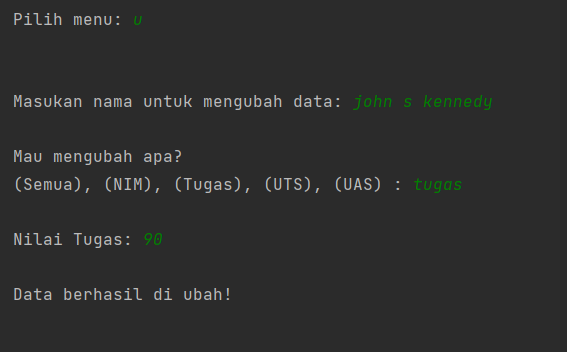 Pilih menu: u
Masukan nama untuk mengubah data: john s kennedy
Mau mengubah apa?
(Semua), (NIM), (Tugas), (UTS), (UAS) : tugas
Nilai Tugas: 90
Data berhasil di ubah!